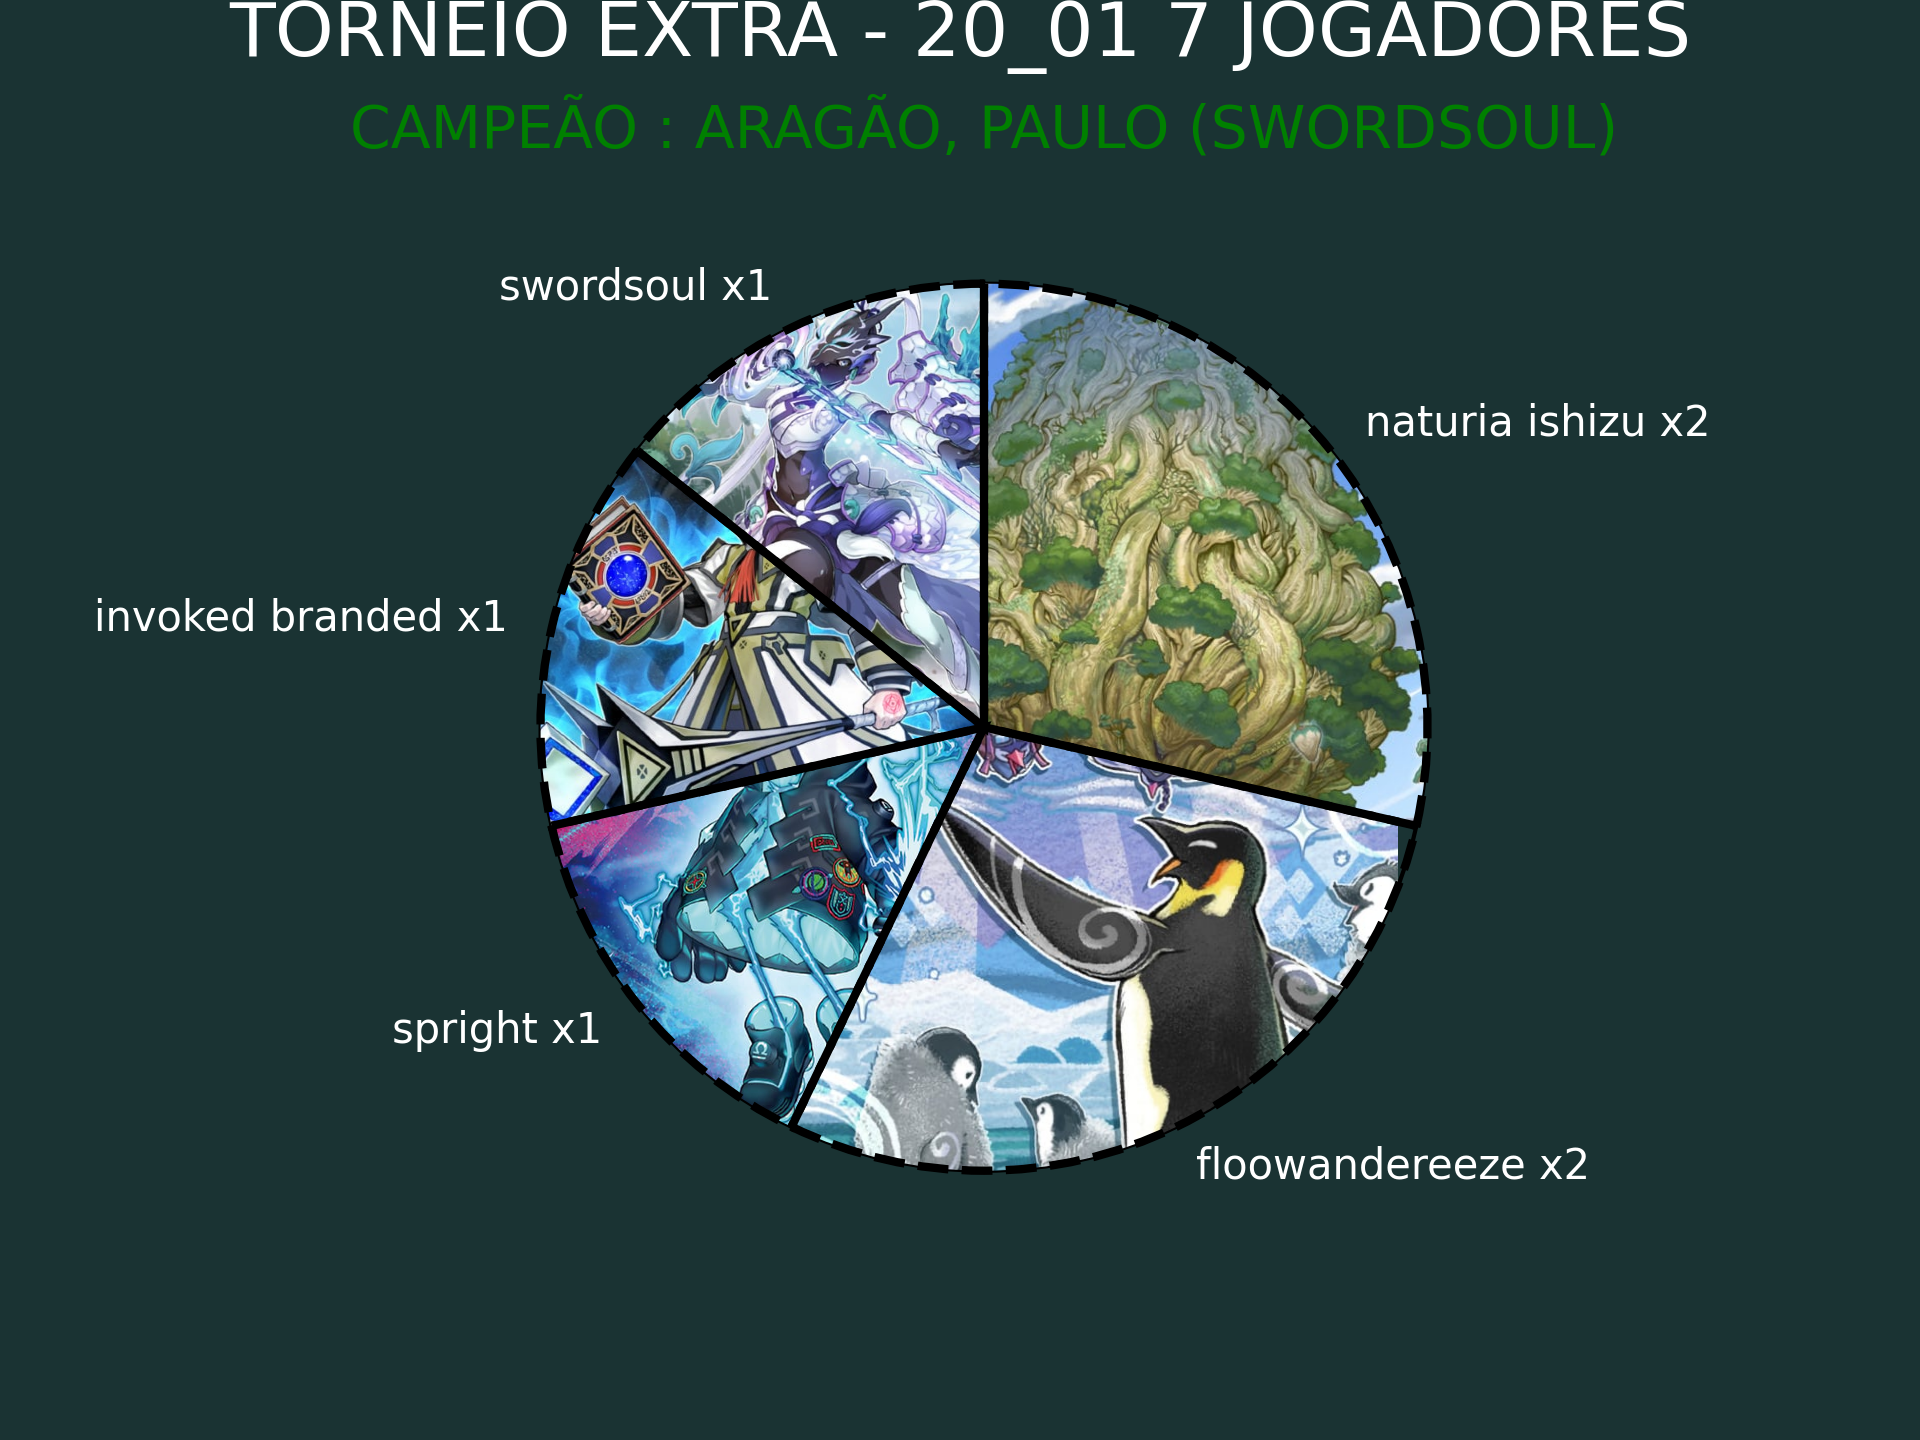 TORNEIO EXTRA - 20_01 7 JOGADORES
CAMPEÃO : ARAGÃO, PAULO (SWORDSOUL)
swordsoul x1
naturia ishizu x2
invoked branded x1
spright x1
floowandereeze x2